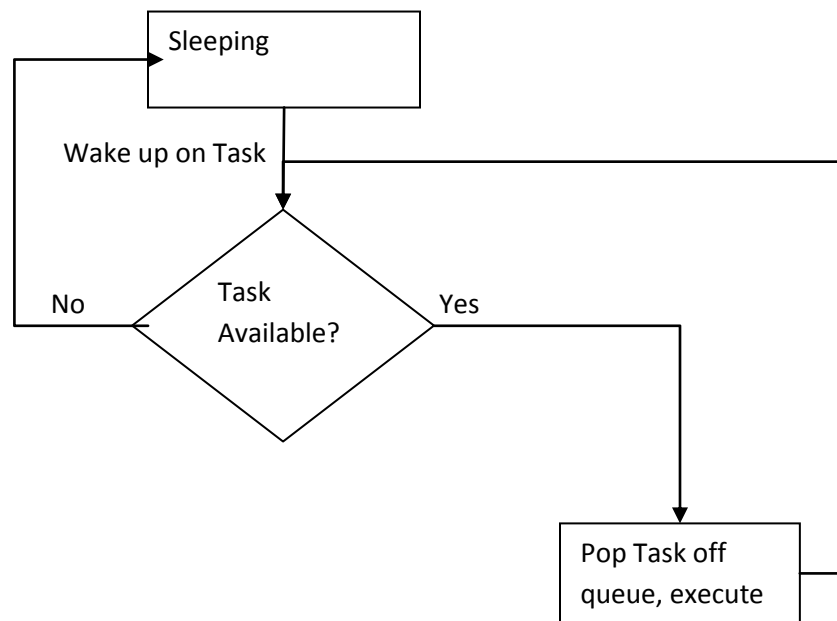 Sleeping
Wake up on Task
No
Task
Available?
Yes
Pop Task off
queue, execute